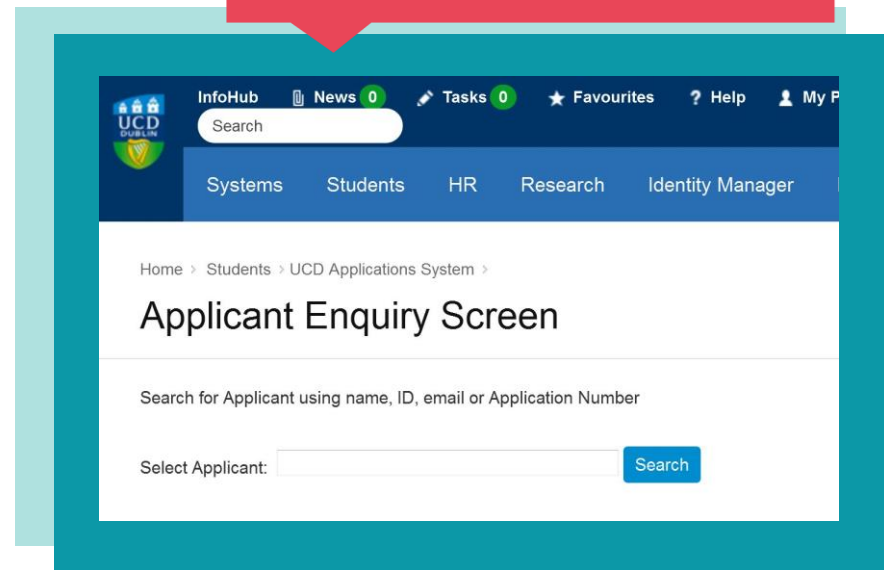 InfoHub News 0 Tasks 0 Favourites ? Help My P
Search
UCD
DUBLIN
Systems Students HR Research Identity Manager
Home > Students > UCD Applications System >
Applicant Enquiry Screen
Search for Applicant using name, ID, email or Application Number
Select Applicant: Search